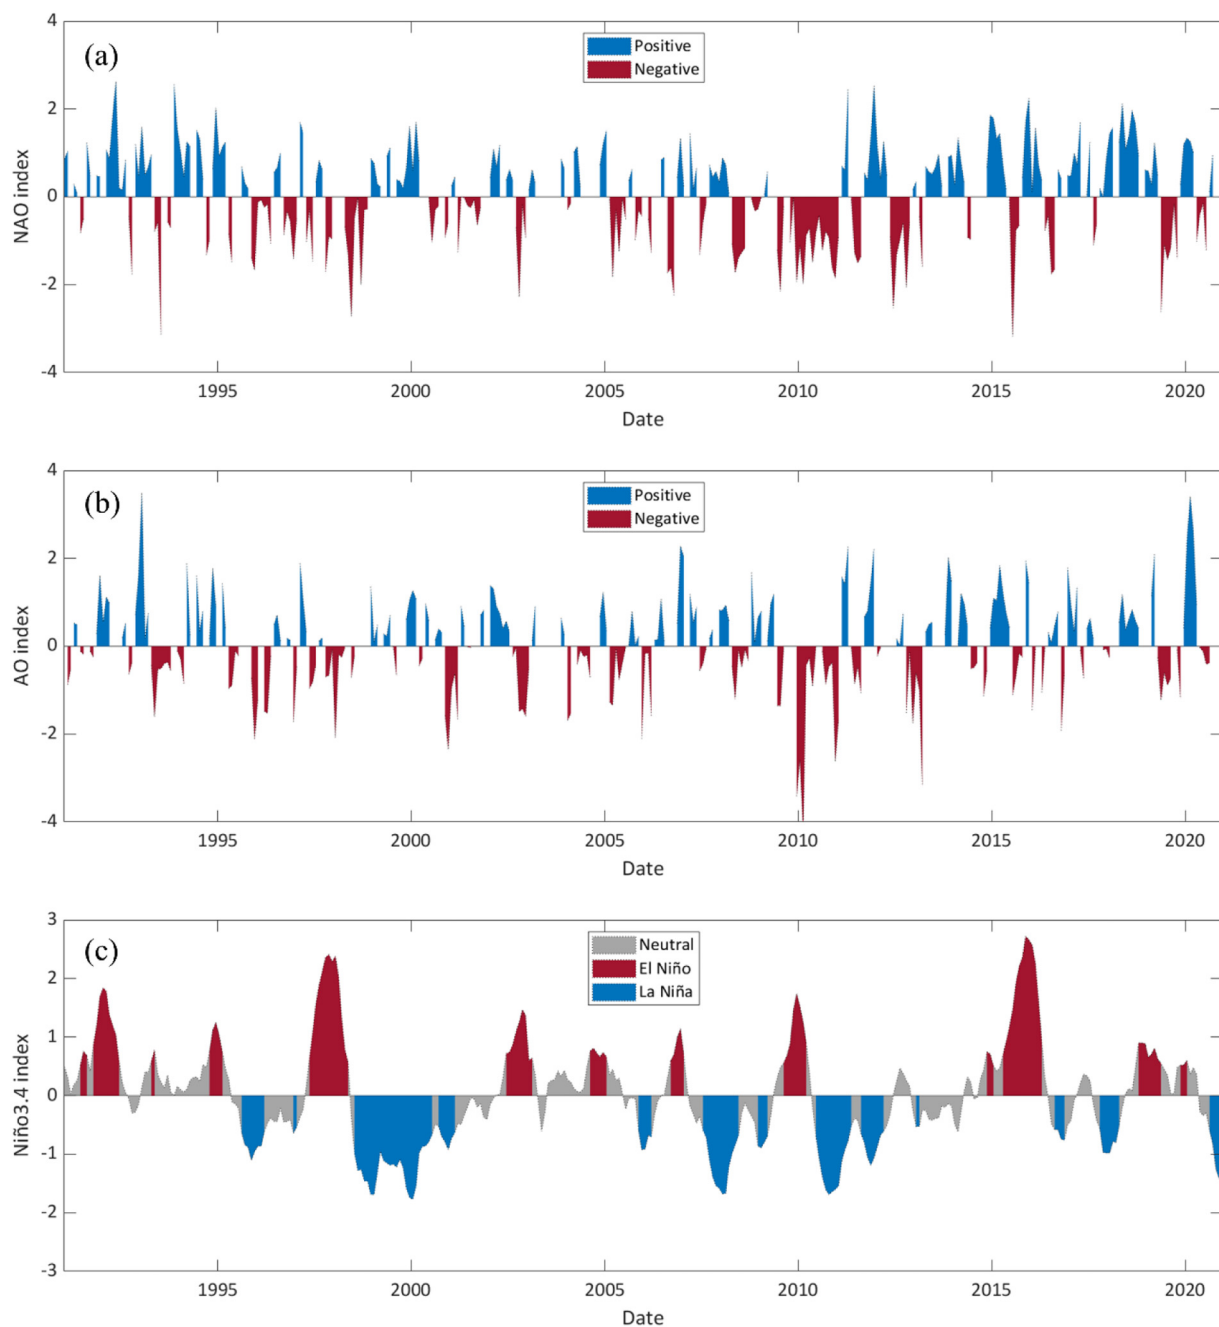 4
(a)
Positive
Negative
2
0
-2
-4
NAO index
1995 2000 2005 2010 2015 2020
Date
4
(b)
Positive
Negative
2
0
-2
-4
AO index
1995 2000 2005 2010 2015 2020
Date
3
(c)
Neutral
El Niño
La Niña
2
1
0
-1
-2
-3
Niño3.4 index
1995 2000 2005 2010 2015 2020
Date